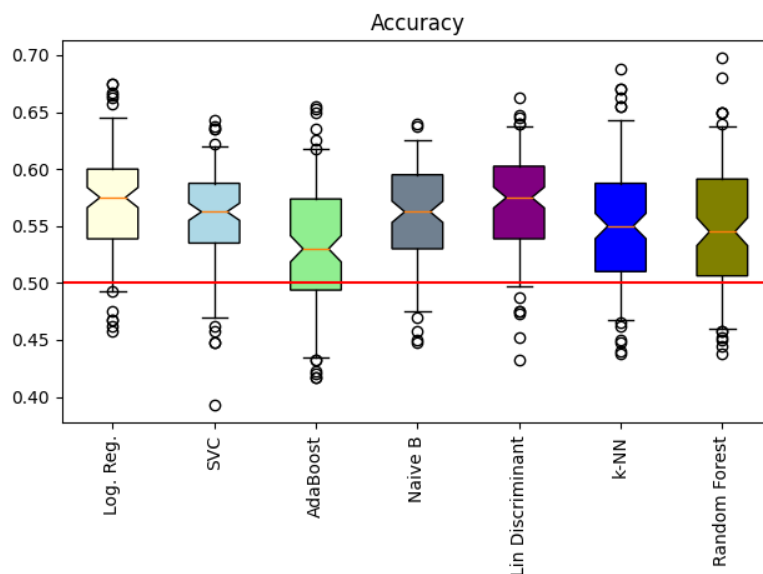 Accuracy
0.70
0.65
0.60
0.55
0.50
0.45
0.40
Log. Reg.
SVC
AdaBoost
Naive B
Lin Discriminant
k-NN
Random Forest